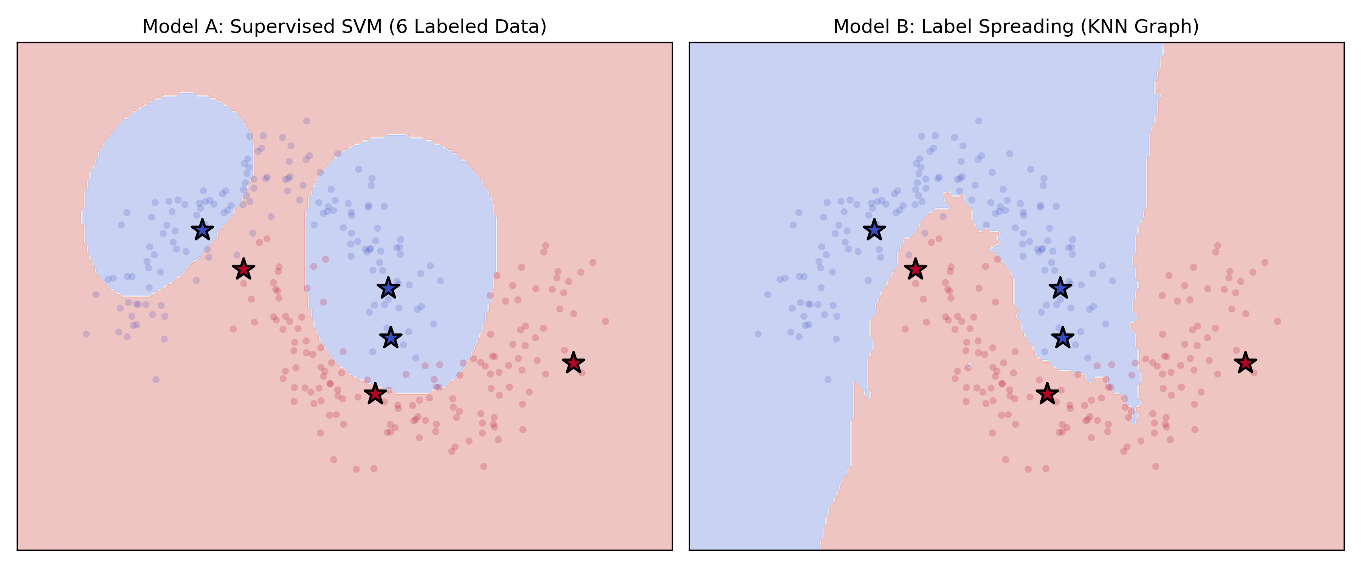 Model A: Supervised SVM (6 Labeled Data)
Model B: Label Spreading (KNN Graph)